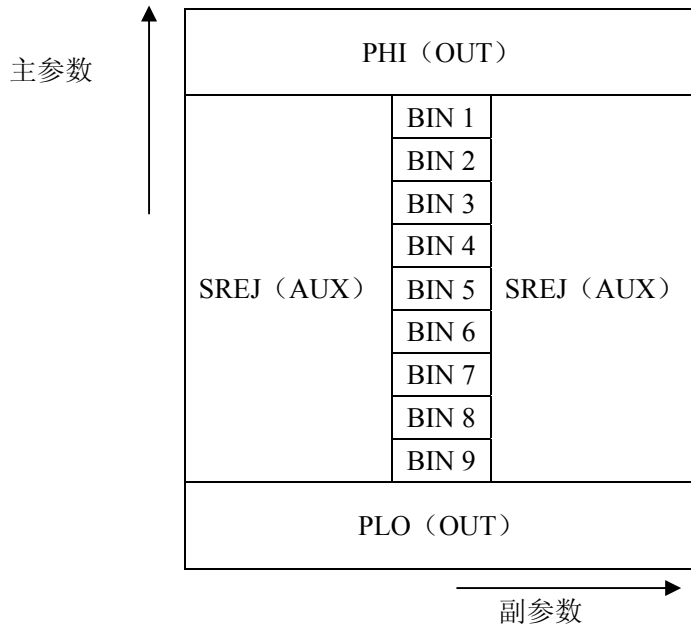 主参数
PHI（OUT）
BIN 1
BIN 2
BIN 3
BIN 4
SREJ（AUX）
BIN 5
SREJ（AUX）
BIN 6
BIN 7
BIN 8
BIN 9
PLO（OUT）
副参数